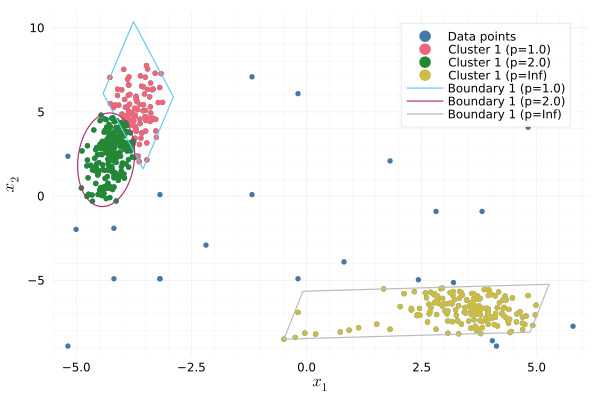 10
5
0
−5
−5.0
−2.5
0.0
2.5
5.0
x₁
x₂
Data points
Cluster 1 (p=1.0)
Cluster 1 (p=2.0)
Cluster 1 (p=Inf)
Boundary 1 (p=1.0)
Boundary 1 (p=2.0)
Boundary 1 (p=Inf)